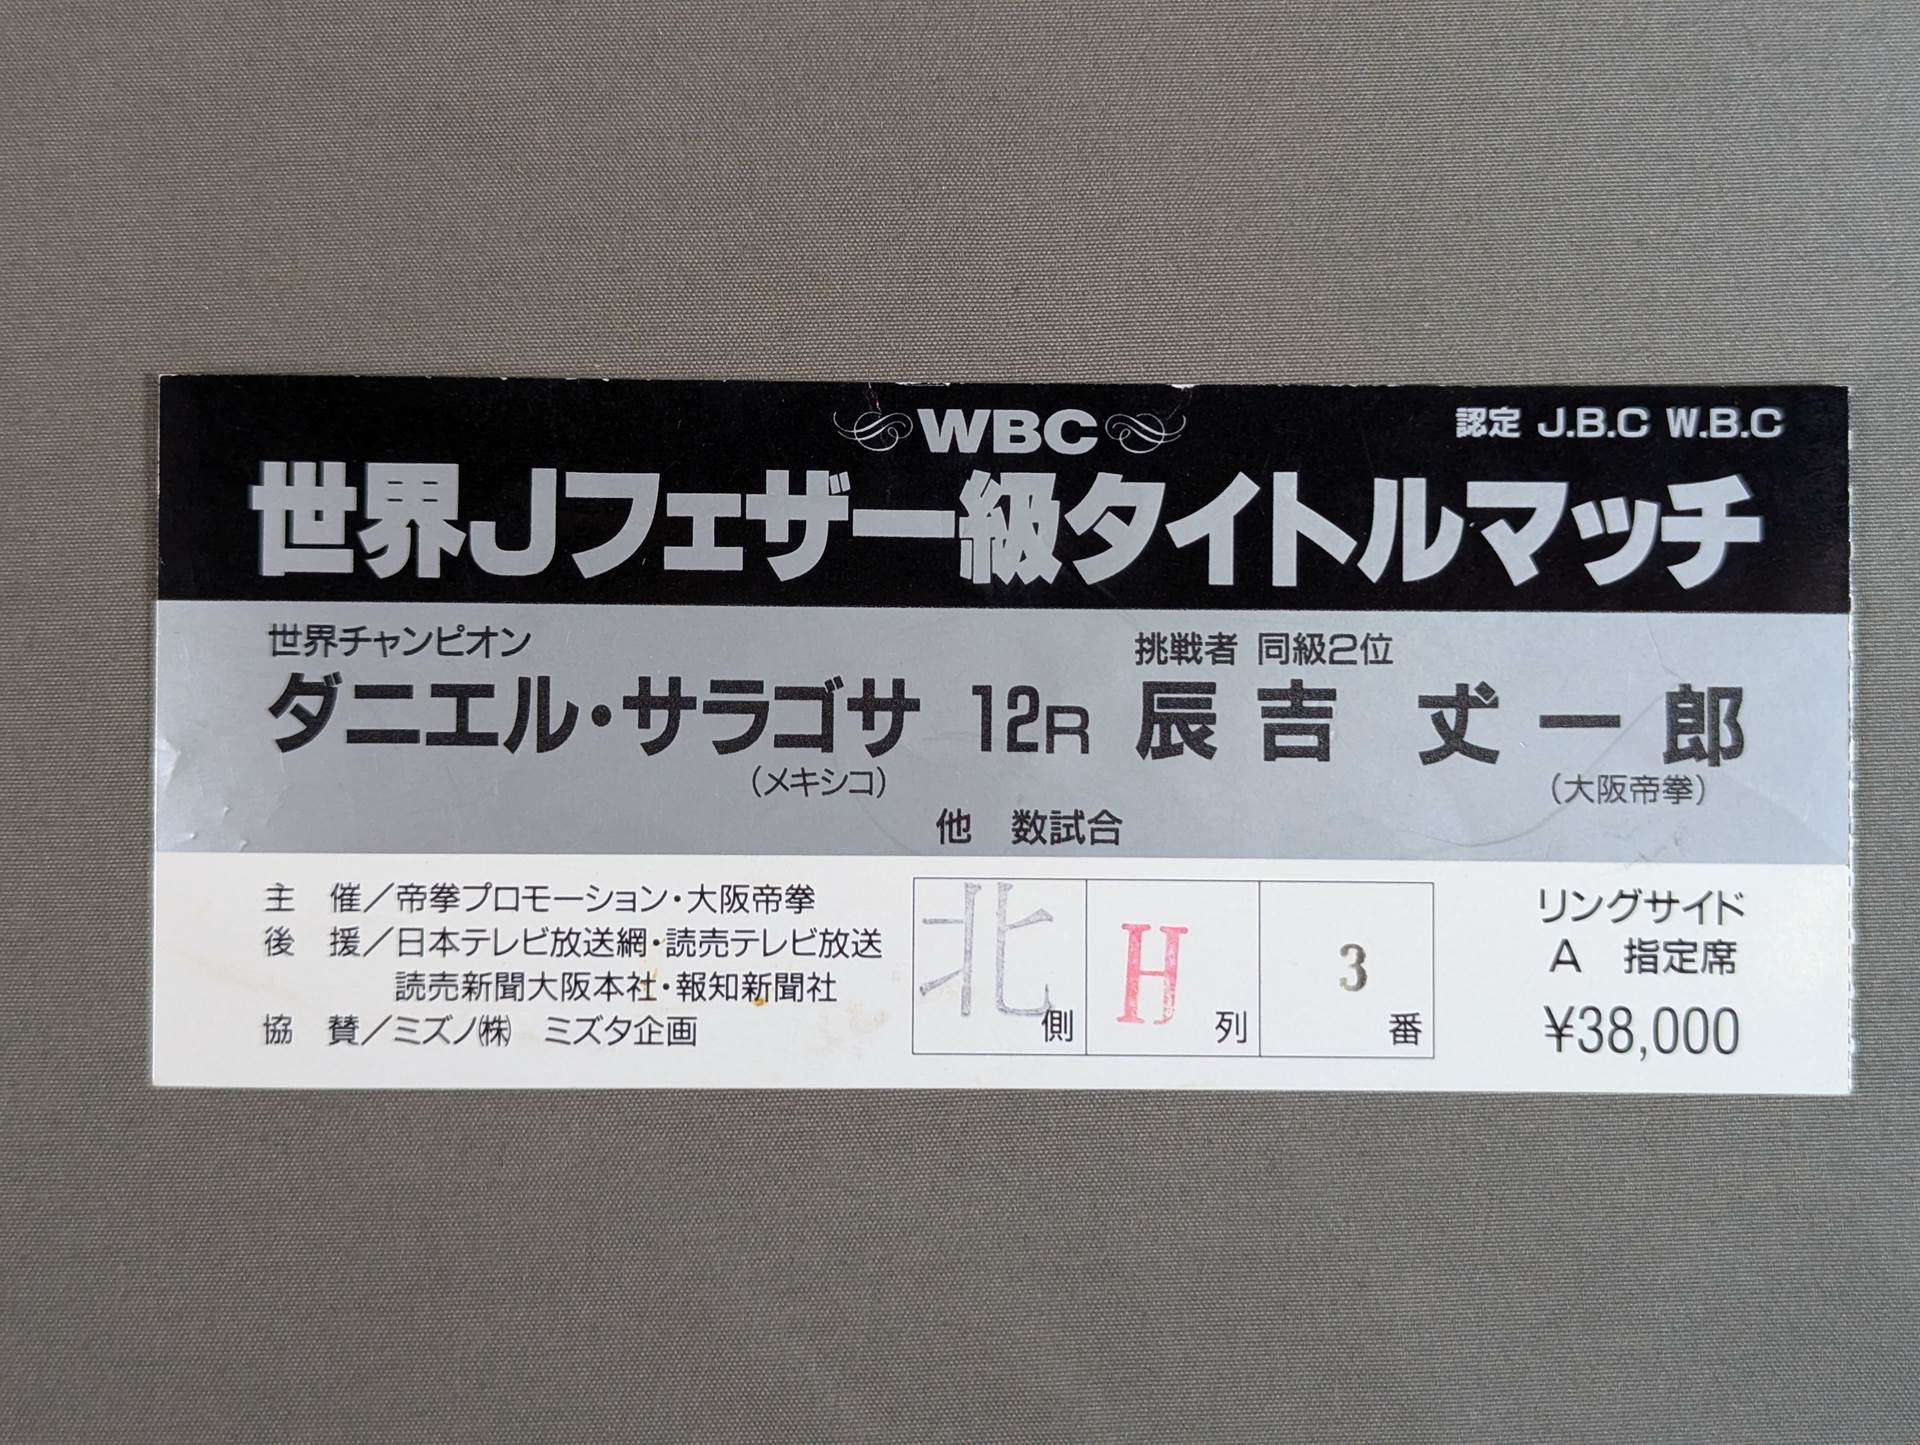 WBC
認定 J.B.C W.B.C
世界Jフェザー級タイトルマッチ
世界チャンピオン
挑戦者 同級2位
ダニエル・サラゴサ 12R 辰吉 丈一郎
(メキシコ)
(大阪帝拳)
他 数試合
主 催/帝拳プロモーション・大阪帝拳
後 援/日本テレビ放送網・読売テレビ放送
読売新聞大阪本社・報知新聞社
協 賛/ミズノ㈱ ミズタ企画
北側 H列 3番
リングサイド
A 指定席
¥38,000